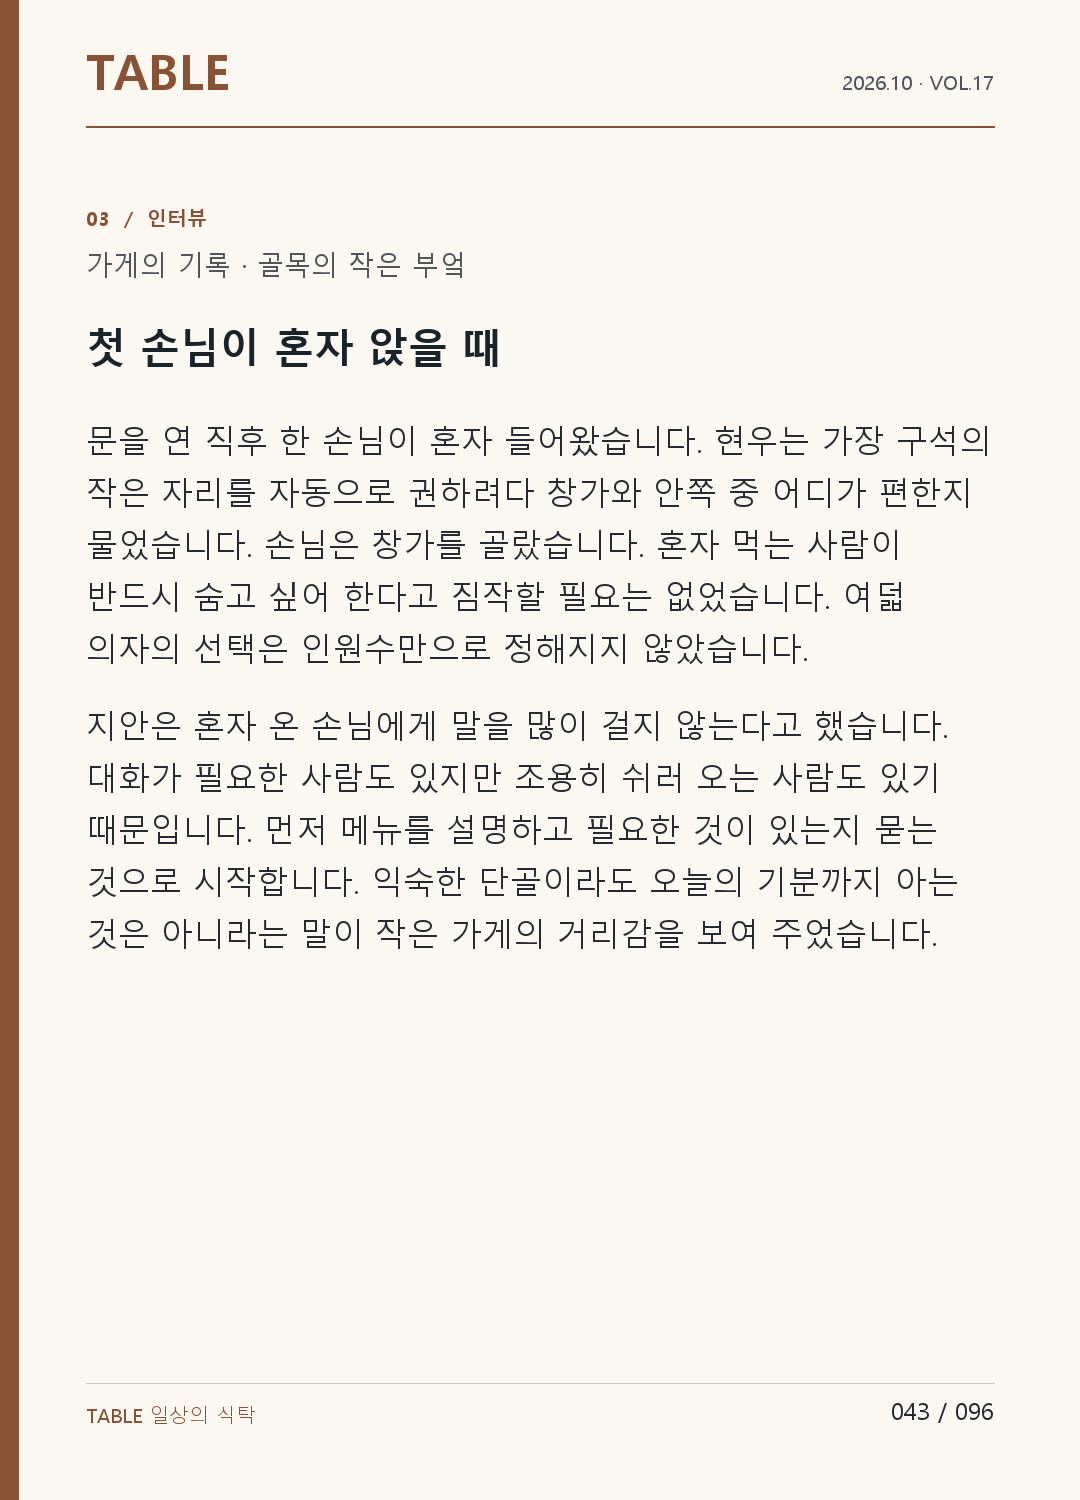 TABLE
2026.10 · VOL.17
03 / 인터뷰
가게의 기록 · 골목의 작은 부엌
첫 손님이 혼자 앉을 때
문을 연 직후 한 손님이 혼자 들어왔습니다. 현우는 가장 구석의
작은 자리를 자동으로 권하려다 창가와 안쪽 중 어디가 편한지
물었습니다. 손님은 창가를 골랐습니다. 혼자 먹는 사람이
반드시 숨고 싶어 한다고 짐작할 필요는 없었습니다. 여덟
의자의 선택은 인원수만으로 정해지지 않았습니다.
지안은 혼자 온 손님에게 말을 많이 걸지 않는다고 했습니다.
대화가 필요한 사람도 있지만 조용히 쉬러 오는 사람도 있기
때문입니다. 먼저 메뉴를 설명하고 필요한 것이 있는지 묻는
것으로 시작합니다. 익숙한 단골이라도 오늘의 기분까지 아는
것은 아니라는 말이 작은 가게의 거리감을 보여 주었습니다.
TABLE 일상의 식탁
043 / 096